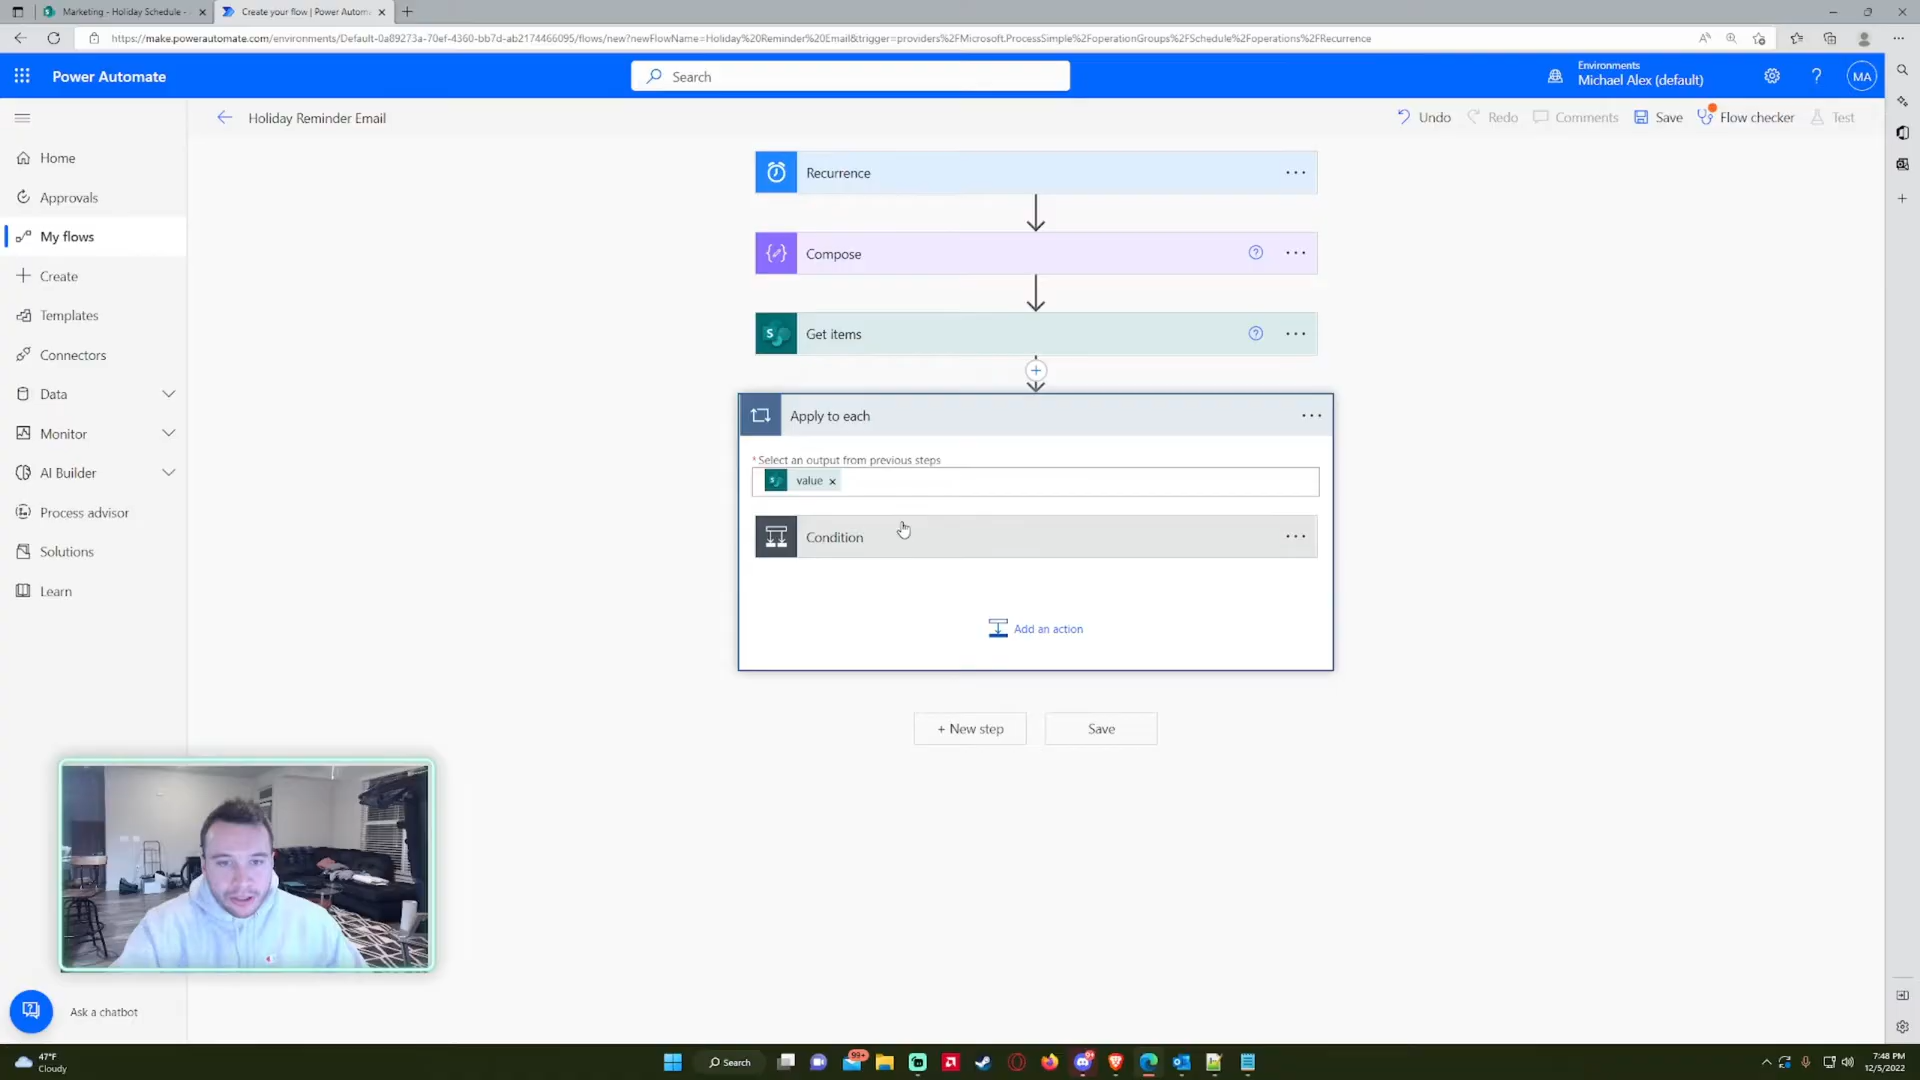 Marketing - Holiday Schedule -
Create your flow | Power Autom
https://make.powerautomate.com/environments/Default-0a89273a-70ef-4360-bb7d-ab2174466095/flows/new?newFlowName=Holiday%20Reminder%20Email&trigger=providers%2FMicrosoft.ProcessSimple%2FoperationGroups%2FSchedule%2Foperations%2FRecurrence
Power Automate
Search
Environments
Michael Alex (default)
MA
Holiday Reminder Email
Undo
Redo
Comments
Save
Flow checker
Test
Home
Approvals
My flows
Create
Templates
Connectors
Data
Monitor
AI Builder
Process advisor
Solutions
Learn
Recurrence
Compose
Get items
Apply to each
* Select an output from previous steps
value
Condition
Add an action
+ New step
Save
Ask a chatbot
47°F
Cloudy
Search
99+
7:48 PM
12/5/2022